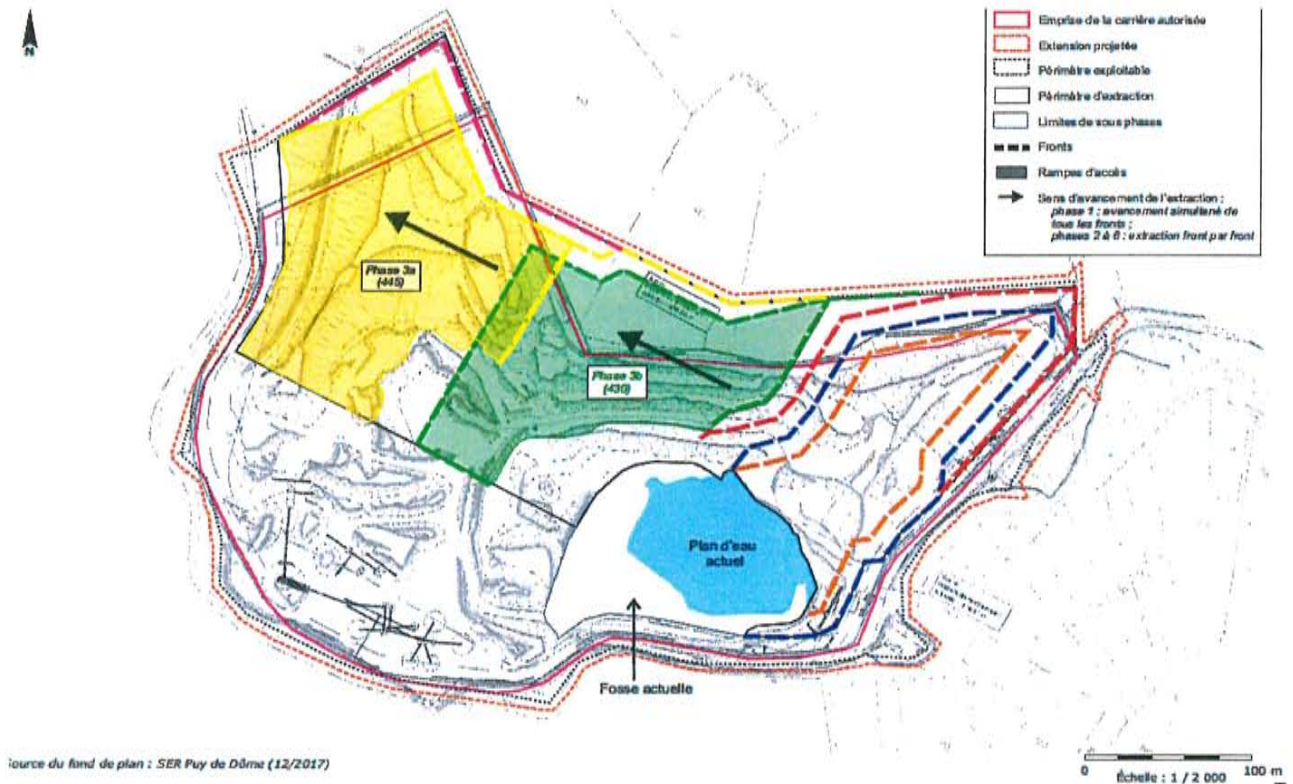 N
Emprise de la carrière autorisée
Extension projetée
Périmètre exploitable
Périmètre d'extraction
Limites de sous phases
Fronts
Rampes d'accès
Sens d'avancement de l'extraction :
phase 1 : avancement simultané de
tous les fronts ;
phases 2 à 6 : extraction front par front
Phase 3a
(445)
Phase 3b
(430)
Plan d'eau
actuel
Fosse actuelle
source du fond de plan : SER Puy de Dôme (12/2017)
0 100 m
Échelle : 1 / 2 000